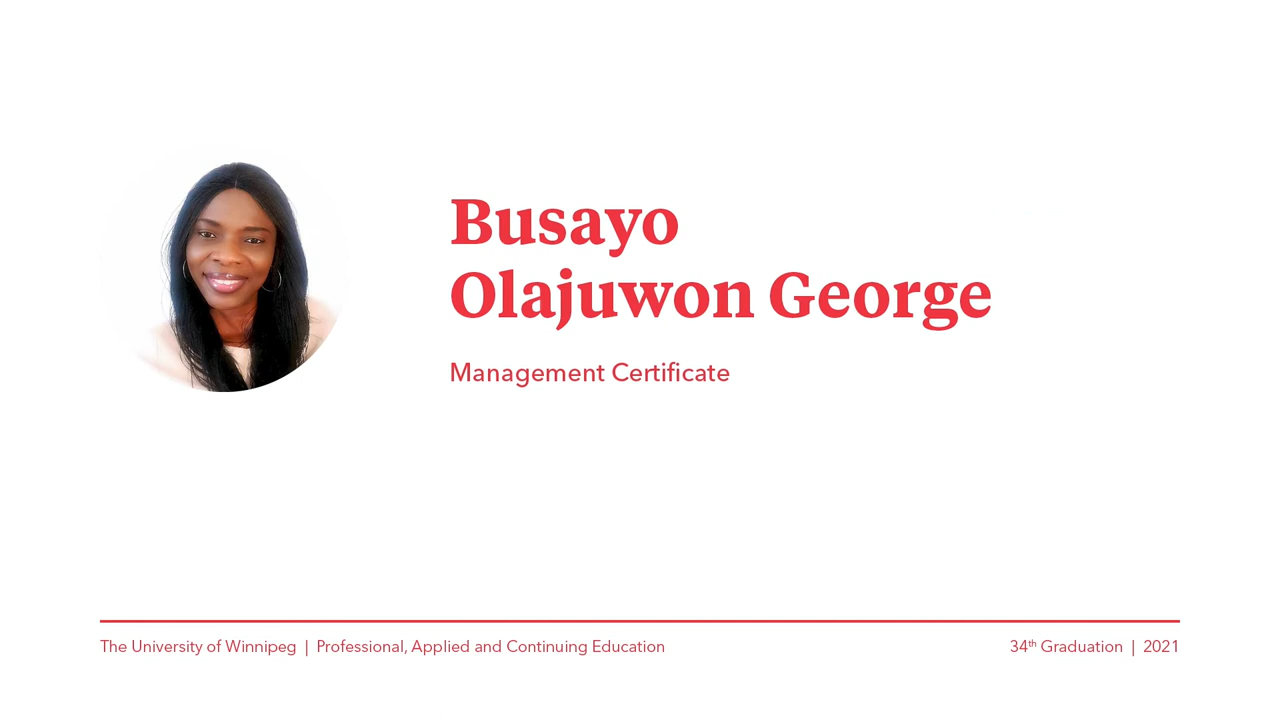 Busayo
Olajuwon George
Management Certificate
The University of Winnipeg | Professional, Applied and Continuing Education
34th Graduation | 2021